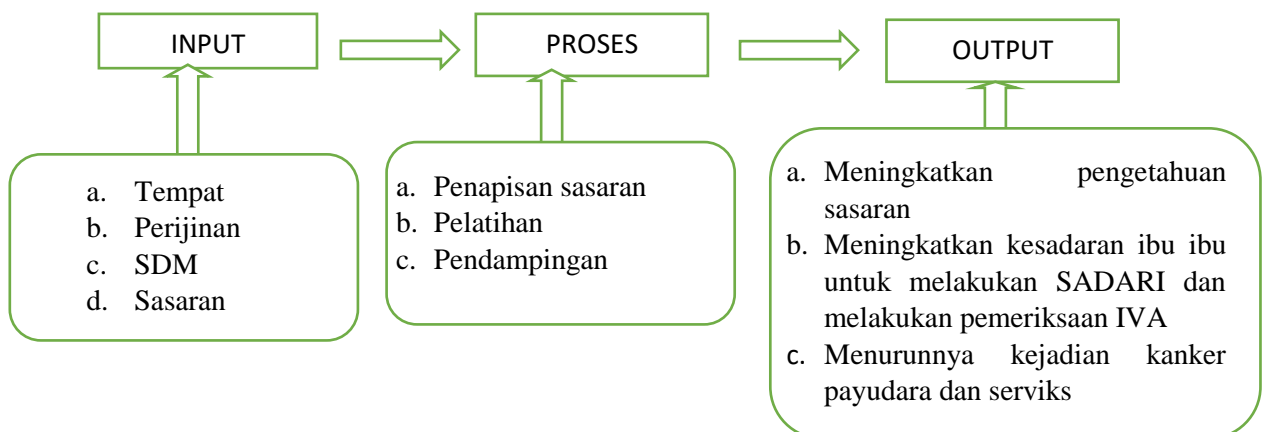 INPUT
PROSES
OUTPUT
a. Tempat
b. Perijinan
c. SDM
d. Sasaran
a. Penapisan sasaran
b. Pelatihan
c. Pendampingan
a. Meningkatkan pengetahuan
sasaran
b. Meningkatkan kesadaran ibu ibu
untuk melakukan SADARI dan
melakukan pemeriksaan IVA
c. Menurunnya kejadian kanker
payudara dan serviks